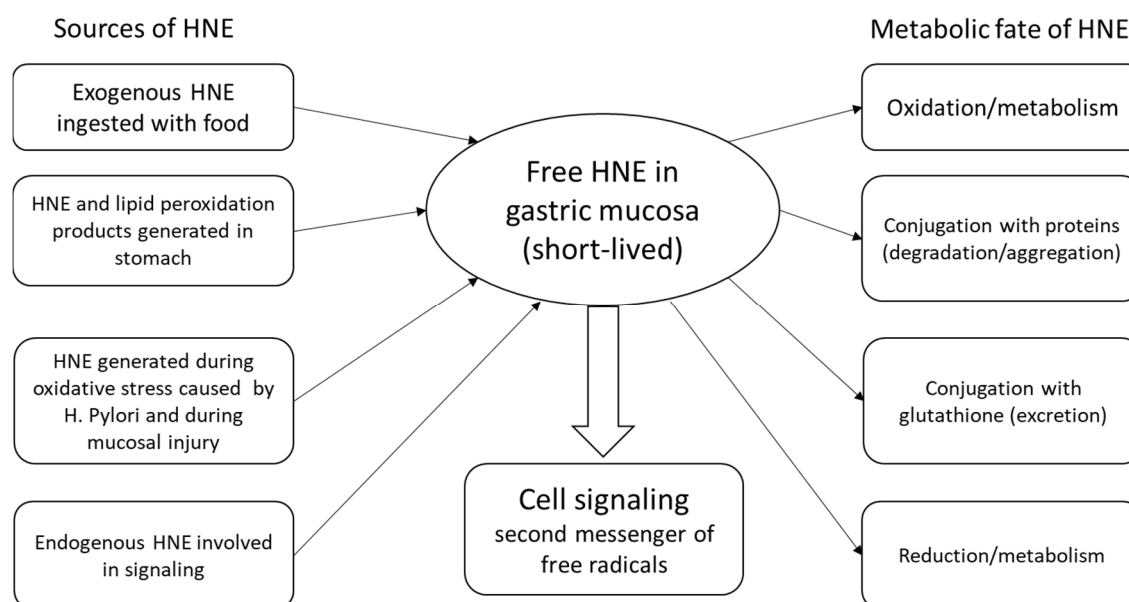 Sources of HNE
Exogenous HNE
ingested with food
HNE and lipid peroxidation
products generated in
stomach
HNE generated during
oxidative stress caused by
H. Pylori and during
mucosal injury
Endogenous HNE involved
in signaling
Free HNE in
gastric mucosa
(short-lived)
Cell signaling
second messenger of
free radicals
Metabolic fate of HNE
Oxidation/metabolism
Conjugation with proteins
(degradation/aggregation)
Conjugation with
glutathione (excretion)
Reduction/metabolism